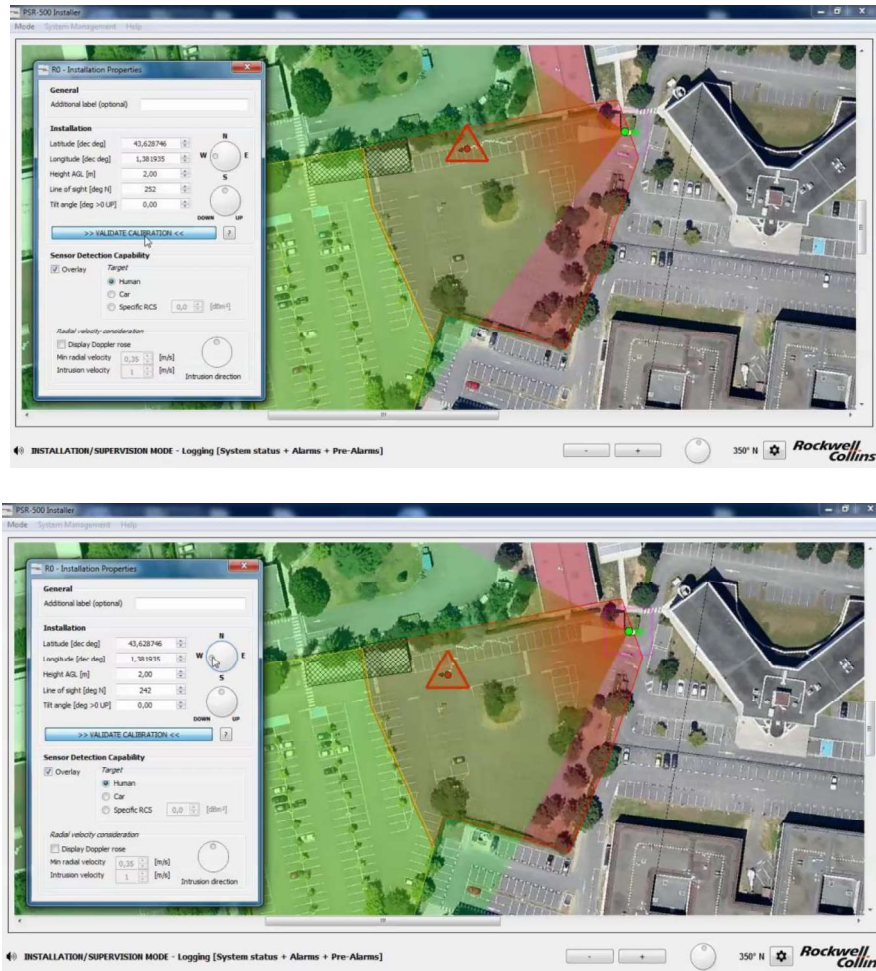 PSR-500 Installer
Mode System Management Help
R0 - Installation Properties
General
Additional label (optional)
Installation
Latitude [dec deg] 43,628746
Longitude [dec deg] 1,381935
Height AGL [m] 2,00
Line of sight [deg N] 252
Tilt angle [deg >0 UP] 0,00
N
W E
S
DOWN UP
>> VALIDATE CALIBRATION << ?
Sensor Detection Capability
Overlay Target
Human
Car
Specific RCS 0,0 [dBm²]
Radial velocity consideration
Display Doppler rose
Min radial velocity 0,35 [m/s]
Intrusion velocity 1 [m/s]
Intrusion direction
INSTALLATION/SUPERVISION MODE - Logging [System status + Alarms + Pre-Alarms]
- + 350° N
Rockwell
Collins
PSR-500 Installer
Mode System Management Help
R0 - Installation Properties
General
Additional label (optional)
Installation
Latitude [dec deg] 43,628746
Longitude [dec deg] 1,381935
Height AGL [m] 2,00
Line of sight [deg N] 242
Tilt angle [deg >0 UP] 0,00
N
W E
S
DOWN UP
>> VALIDATE CALIBRATION << ?
Sensor Detection Capability
Overlay Target
Human
Car
Specific RCS 0,0 [dBm²]
Radial velocity consideration
Display Doppler rose
Min radial velocity 0,35 [m/s]
Intrusion velocity 1 [m/s]
Intrusion direction
INSTALLATION/SUPERVISION MODE - Logging [System status + Alarms + Pre-Alarms]
- + 350° N
Rockwell
Collin